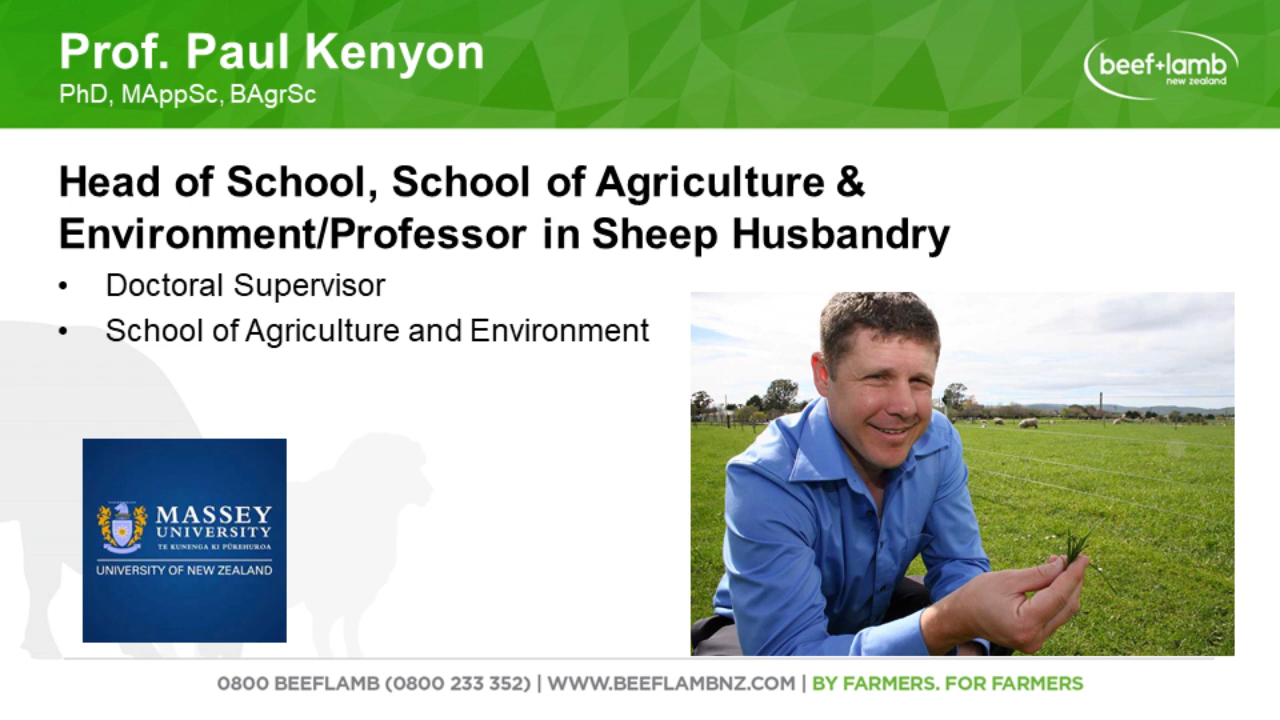 Prof. Paul Kenyon
PhD, MAppSc, BAgrSc
beef+lamb
new zealand
Head of School, School of Agriculture &
Environment/Professor in Sheep Husbandry
• Doctoral Supervisor
• School of Agriculture and Environment
MASSEY
UNIVERSITY
TE KUNENGA KI PŪREHUROA
UNIVERSITY OF NEW ZEALAND
0800 BEEFLAMB (0800 233 352) | WWW.BEEFLAMBNZ.COM | BY FARMERS. FOR FARMERS